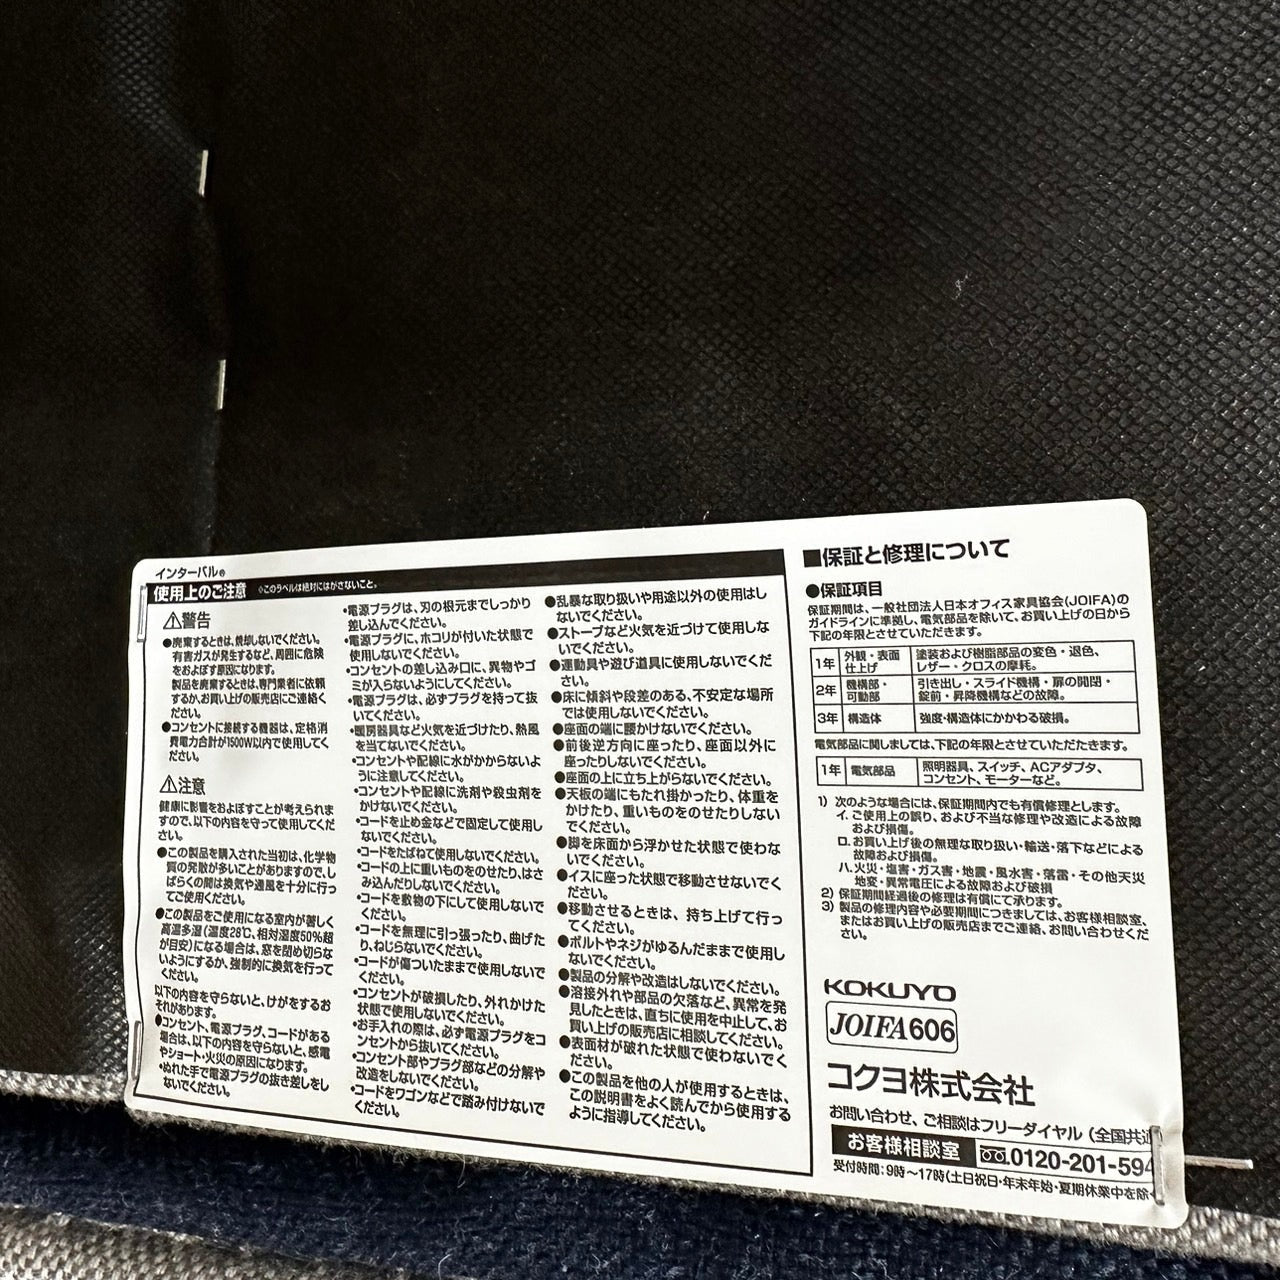 インターバル®
使用上のご注意 ※このラベルは絶対にはがさないこと。
⚠警告
●廃棄するときは、焼却しないでください。
有害ガスが発生するなど、周囲に危険
をおよぼす原因になります。
製品を廃棄するときは、専門業者に依頼
するか、お買い上げの販売店にご連絡く
ださい。
●コンセントに接続する機器は、定格消
費電力合計が1500W以内で使用してく
ださい。
⚠注意
健康に影響をおよぼすことが考えられま
すので、以下の内容を守って使用してくだ
さい。
●この製品を購入された当初は、化学物
質の発散が多いことがありますので、し
ばらくの間は換気や通風を十分に行っ
てご使用ください。
●この製品をご使用になる室内が著しく
高温多湿(温度28℃、相対湿度50%超
が目安)になる場合は、窓を閉め切らな
いようにするか、強制的に換気を行って
ください。
以下の内容を守らないと、けがをするお
それがあります。
●コンセント、電源プラグ、コードがある
場合は、以下の内容を守らないと、感電
やショート・火災の原因になります。
・ぬれた手で電源プラグの抜き差しをし
ないでください。
・電源プラグは、刃の根元までしっかり
差し込んでください。
・電源プラグに、ホコリが付いた状態で
使用しないでください。
・コンセントの差し込み口に、異物やゴ
ミが入らないようにしてください。
・電源プラグは、必ずプラグを持って抜
いてください。
・暖房器具など火気を近づけたり、熱風
を当てないでください。
・コンセントや配線に水がかからないよ
うに注意してください。
・コンセントや配線に洗剤や殺虫剤を
かけないでください。
・コードを止め金などで固定して使用し
ないでください。
・コードをたばねて使用しないでください。
・コードの上に重いものをのせたり、はさ
み込んだりしないでください。
・コードを敷物の下にして使用しないで
ください。
・コードを無理に引っ張ったり、曲げた
り、ねじらないでください。
・コードが傷ついたままで使用しないで
ください。
・コンセントが破損したり、外れかけた
状態で使用しないでください。
・お手入れの際は、必ず電源プラグをコ
ンセントから抜いてください。
・コンセント部やプラグ部などの分解や
改造をしないでください。
・コードをワゴンなどで踏み付けないで
ください。
●乱暴な取り扱いや用途以外の使用はし
ないでください。
●ストーブなど火気を近づけて使用しな
いでください。
●運動具や遊び道具に使用しないでくだ
さい。
●床に傾斜や段差のある、不安定な場所
では使用しないでください。
●座面の端に腰かけないでください。
●前後逆方向に座ったり、座面以外に
座ったりしないでください。
●座面の上に立ち上がらないでください。
●天板の端にもたれ掛かったり、体重を
かけたり、重いものをのせたりしない
でください。
●脚を床面から浮かせた状態で使わな
いでください。
●イスに座った状態で移動させないでく
ださい。
●移動させるときは、持ち上げて行っ
てください。
●ボルトやネジがゆるんだままで使用し
ないでください。
●製品の分解や改造はしないでください。
●溶接外れや部品の欠落など、異常を発
見したときは、直ちに使用を中止して、お
買い上げの販売店に相談してください。
●表面材が破れた状態で使わないでく
ださい。
●この製品を他の人が使用するときは、
この説明書をよく読んでから使用する
ように指導してください。
■保証と修理について
●保証項目
保証期間は、一般社団法人日本オフィス家具協会(JOIFA)の
ガイドラインに準拠し、電気部品を除いて、お買い上げの日から
下記の年限とさせていただきます。
1年 外観・表面仕上げ 塗装および樹脂部品の変色・退色、
レザー・クロスの摩耗。
2年 機構部・可動部 引き出し・スライド機構・扉の開閉・
錠前・昇降機構などの故障。
3年 構造体 強度・構造体にかかわる破損。
電気部品に関しましては、下記の年限とさせていただきます。
1年 電気部品 照明器具、スイッチ、ACアダプタ、
コンセント、モーターなど。
1) 次のような場合には、保証期間内でも有償修理とします。
イ. ご使用上の誤り、および不当な修理や改造による故障
および損傷。
ロ. お買い上げ後の無理な取り扱い・輸送・落下などによる
故障および損傷。
ハ. 火災・塩害・ガス害・地震・風水害・落雷・その他天災
地変・異常電圧による故障および破損
2) 保証期間経過後の修理は有償にて承ります。
3) 製品の修理内容や必要期間につきましては、お客様相談室、
またはお買い上げの販売店までご連絡、お問い合わせくだ
さい。
KOKUYO
JOIFA606
コクヨ株式会社
お問い合わせ、ご相談はフリーダイヤル (全国共通
お客様相談室 0120-201-594
受付時間:9時〜17時(土日祝日・年末年始・夏期休業中を除